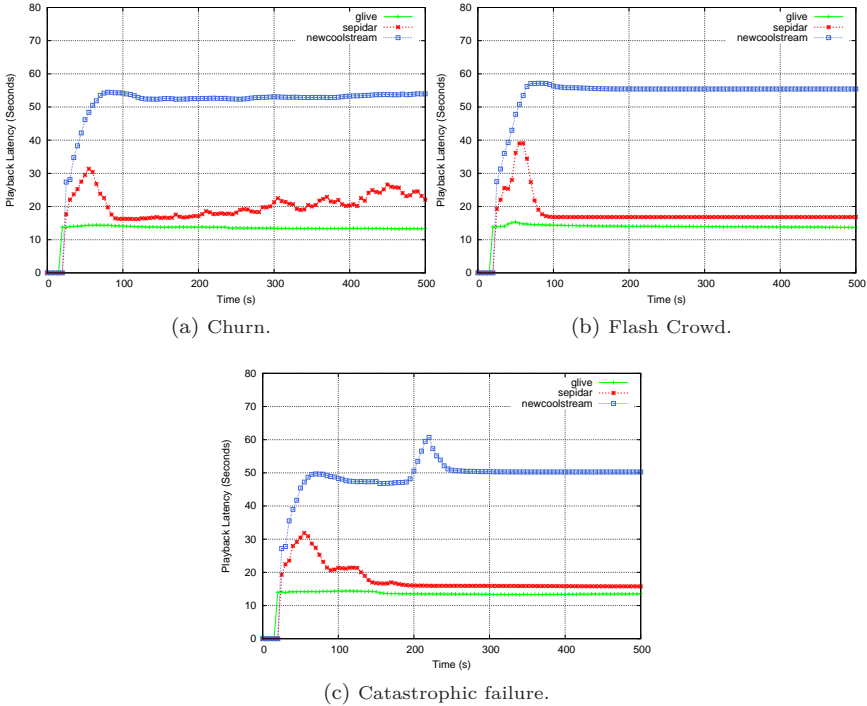 80
70
60
50
40
30
20
10
0
Playback Latency (Seconds)
glive
sepidar
newcoolstream
0 100 200 300 400 500
Time (s)
(a) Churn.
80
70
60
50
40
30
20
10
0
Playback Latency (Seconds)
glive
sepidar
newcoolstream
0 100 200 300 400 500
Time (s)
(b) Flash Crowd.
80
70
60
50
40
30
20
10
0
Playback Latency (Seconds)
glive
sepidar
newcoolstream
0 100 200 300 400 500
Time (s)
(c) Catastrophic failure.